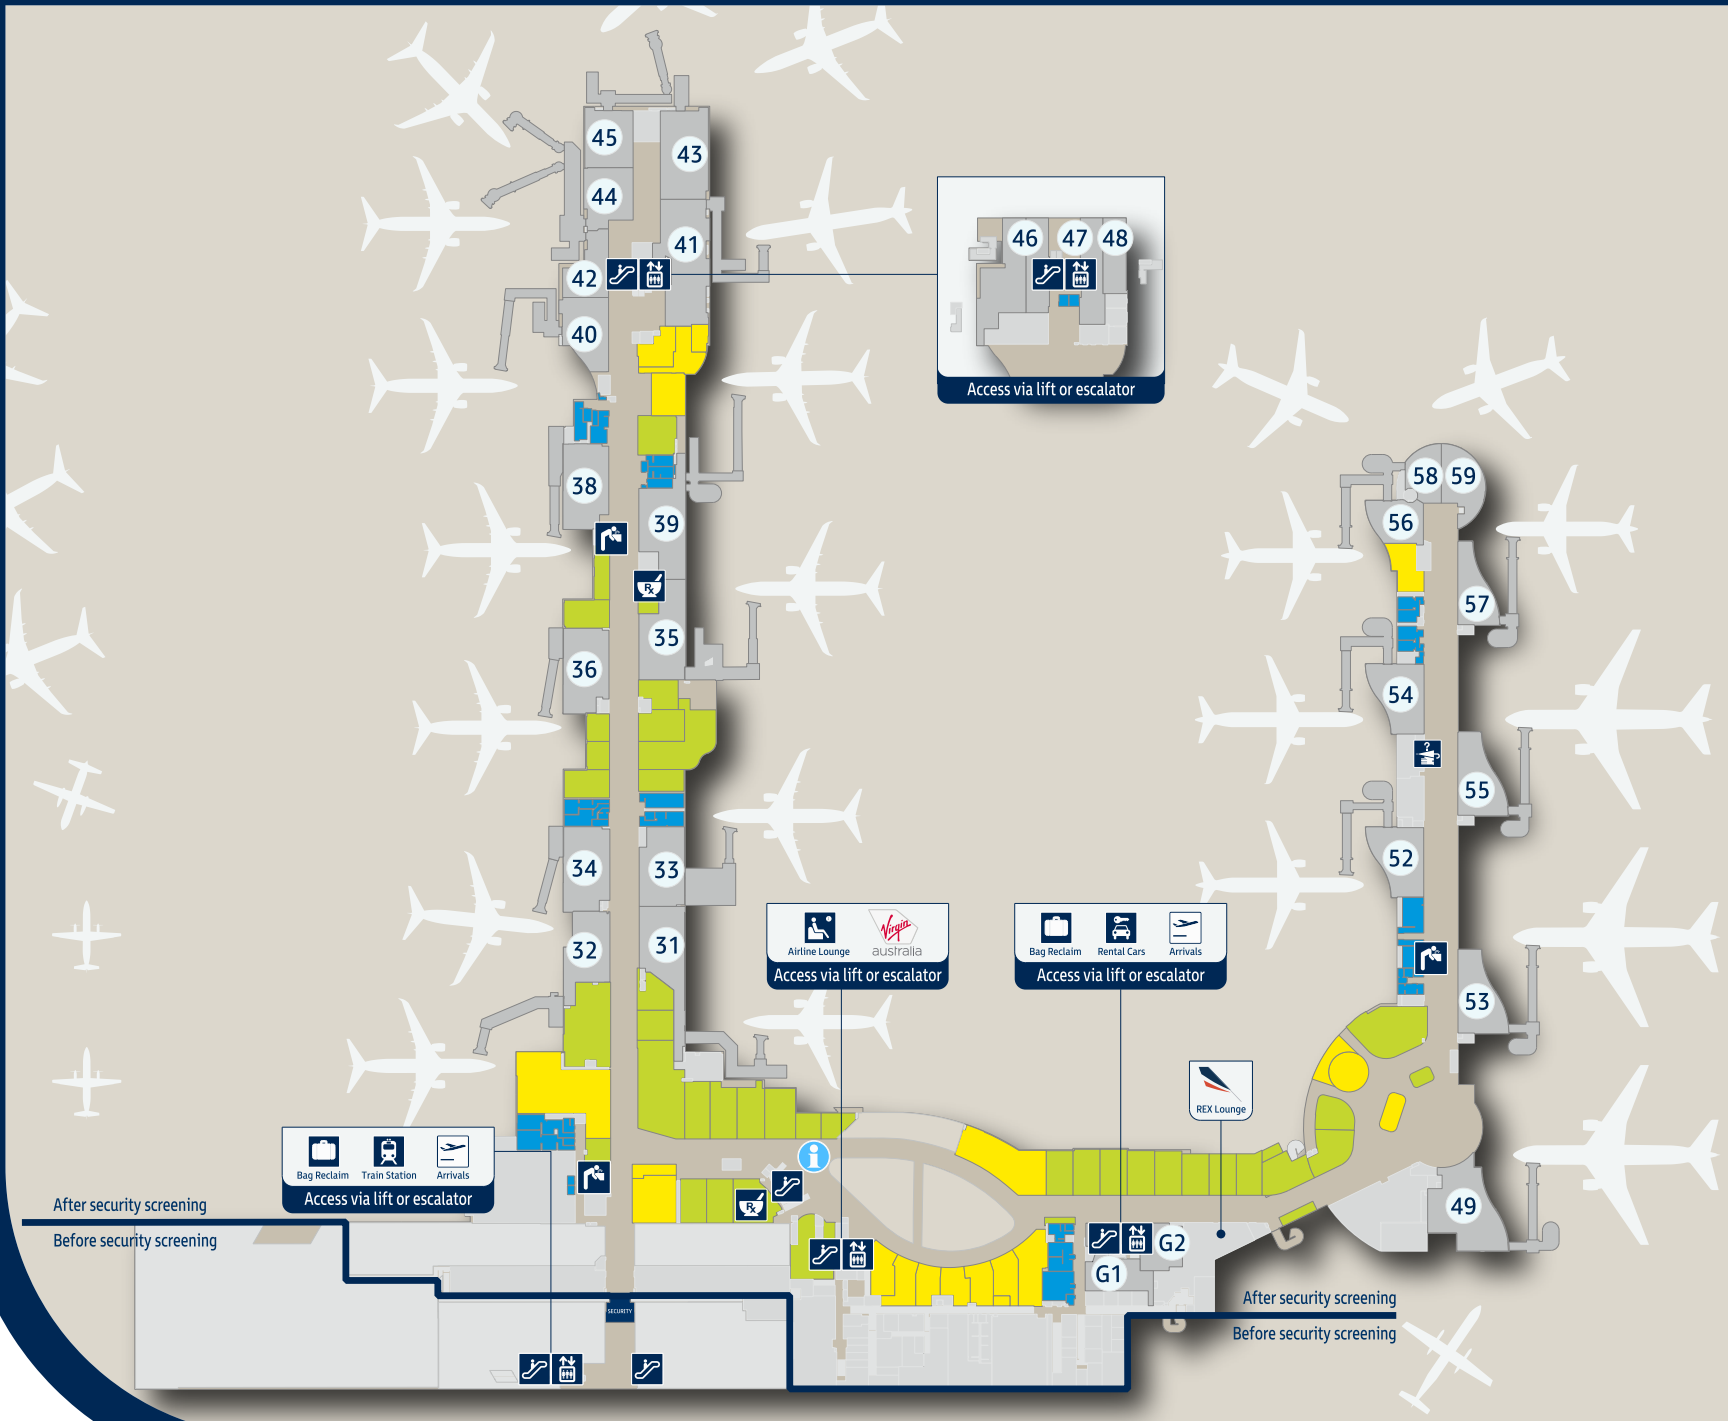 45
43
44
41
42
40
46 47 48
Access via lift or escalator
38
39
35
36
34
33
32
31
58 59
56
57
54
?
55
52
53
49
Airline Lounge
Virgin
australia
Access via lift or escalator
Bag Reclaim Rental Cars Arrivals
Access via lift or escalator
REX Lounge
i
Rx
Rx
Bag Reclaim Train Station Arrivals
Access via lift or escalator
After security screening
Before security screening
G2
G1
SECURITY
After security screening
Before security screening